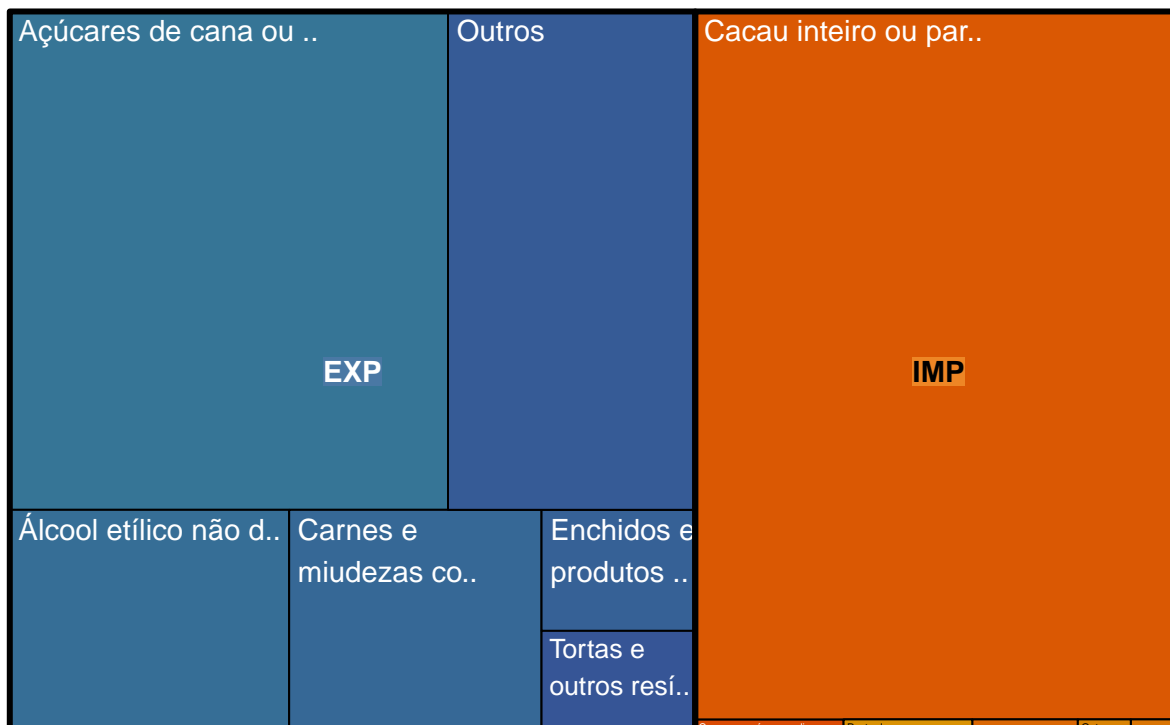 Açúcares de cana ou ..
Outros
Cacau inteiro ou par..
EXP
IMP
Álcool etílico não d..
Carnes e
miudezas co..
Enchidos e
produtos ..
Tortas e
outros resí..